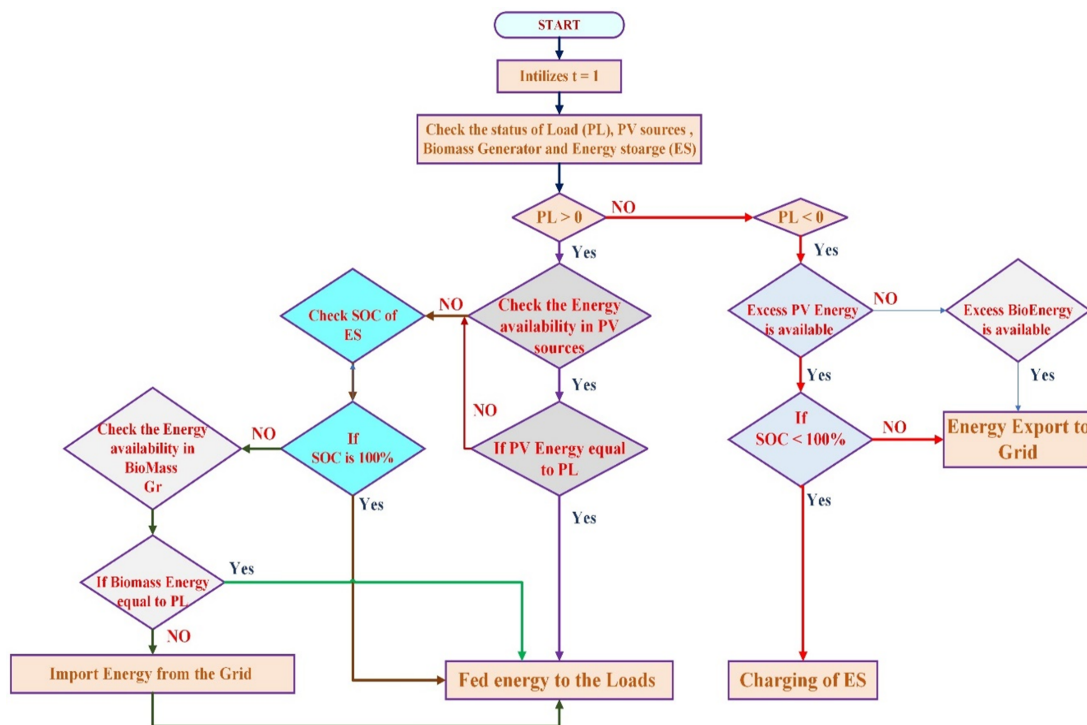 START
Intilizes t = 1
Check the status of Load (PL), PV sources ,
Biomass Generator and Energy stoarge (ES)
PL > 0
NO
PL < 0
Yes
Yes
Check SOC of
ES
NO
Check the Energy
availability in PV
sources
Excess PV Energy
is available
NO
Excess BioEnergy
is available
Yes
Yes
Yes
NO
Check the Energy
availability in
BioMass
Gr
NO
If
SOC is 100%
If PV Energy equal
to PL
If
SOC < 100%
NO
Energy Export to
Grid
Yes
Yes
Yes
If Biomass Energy
equal to PL
Yes
NO
Import Energy from the Grid
Fed energy to the Loads
Charging of ES